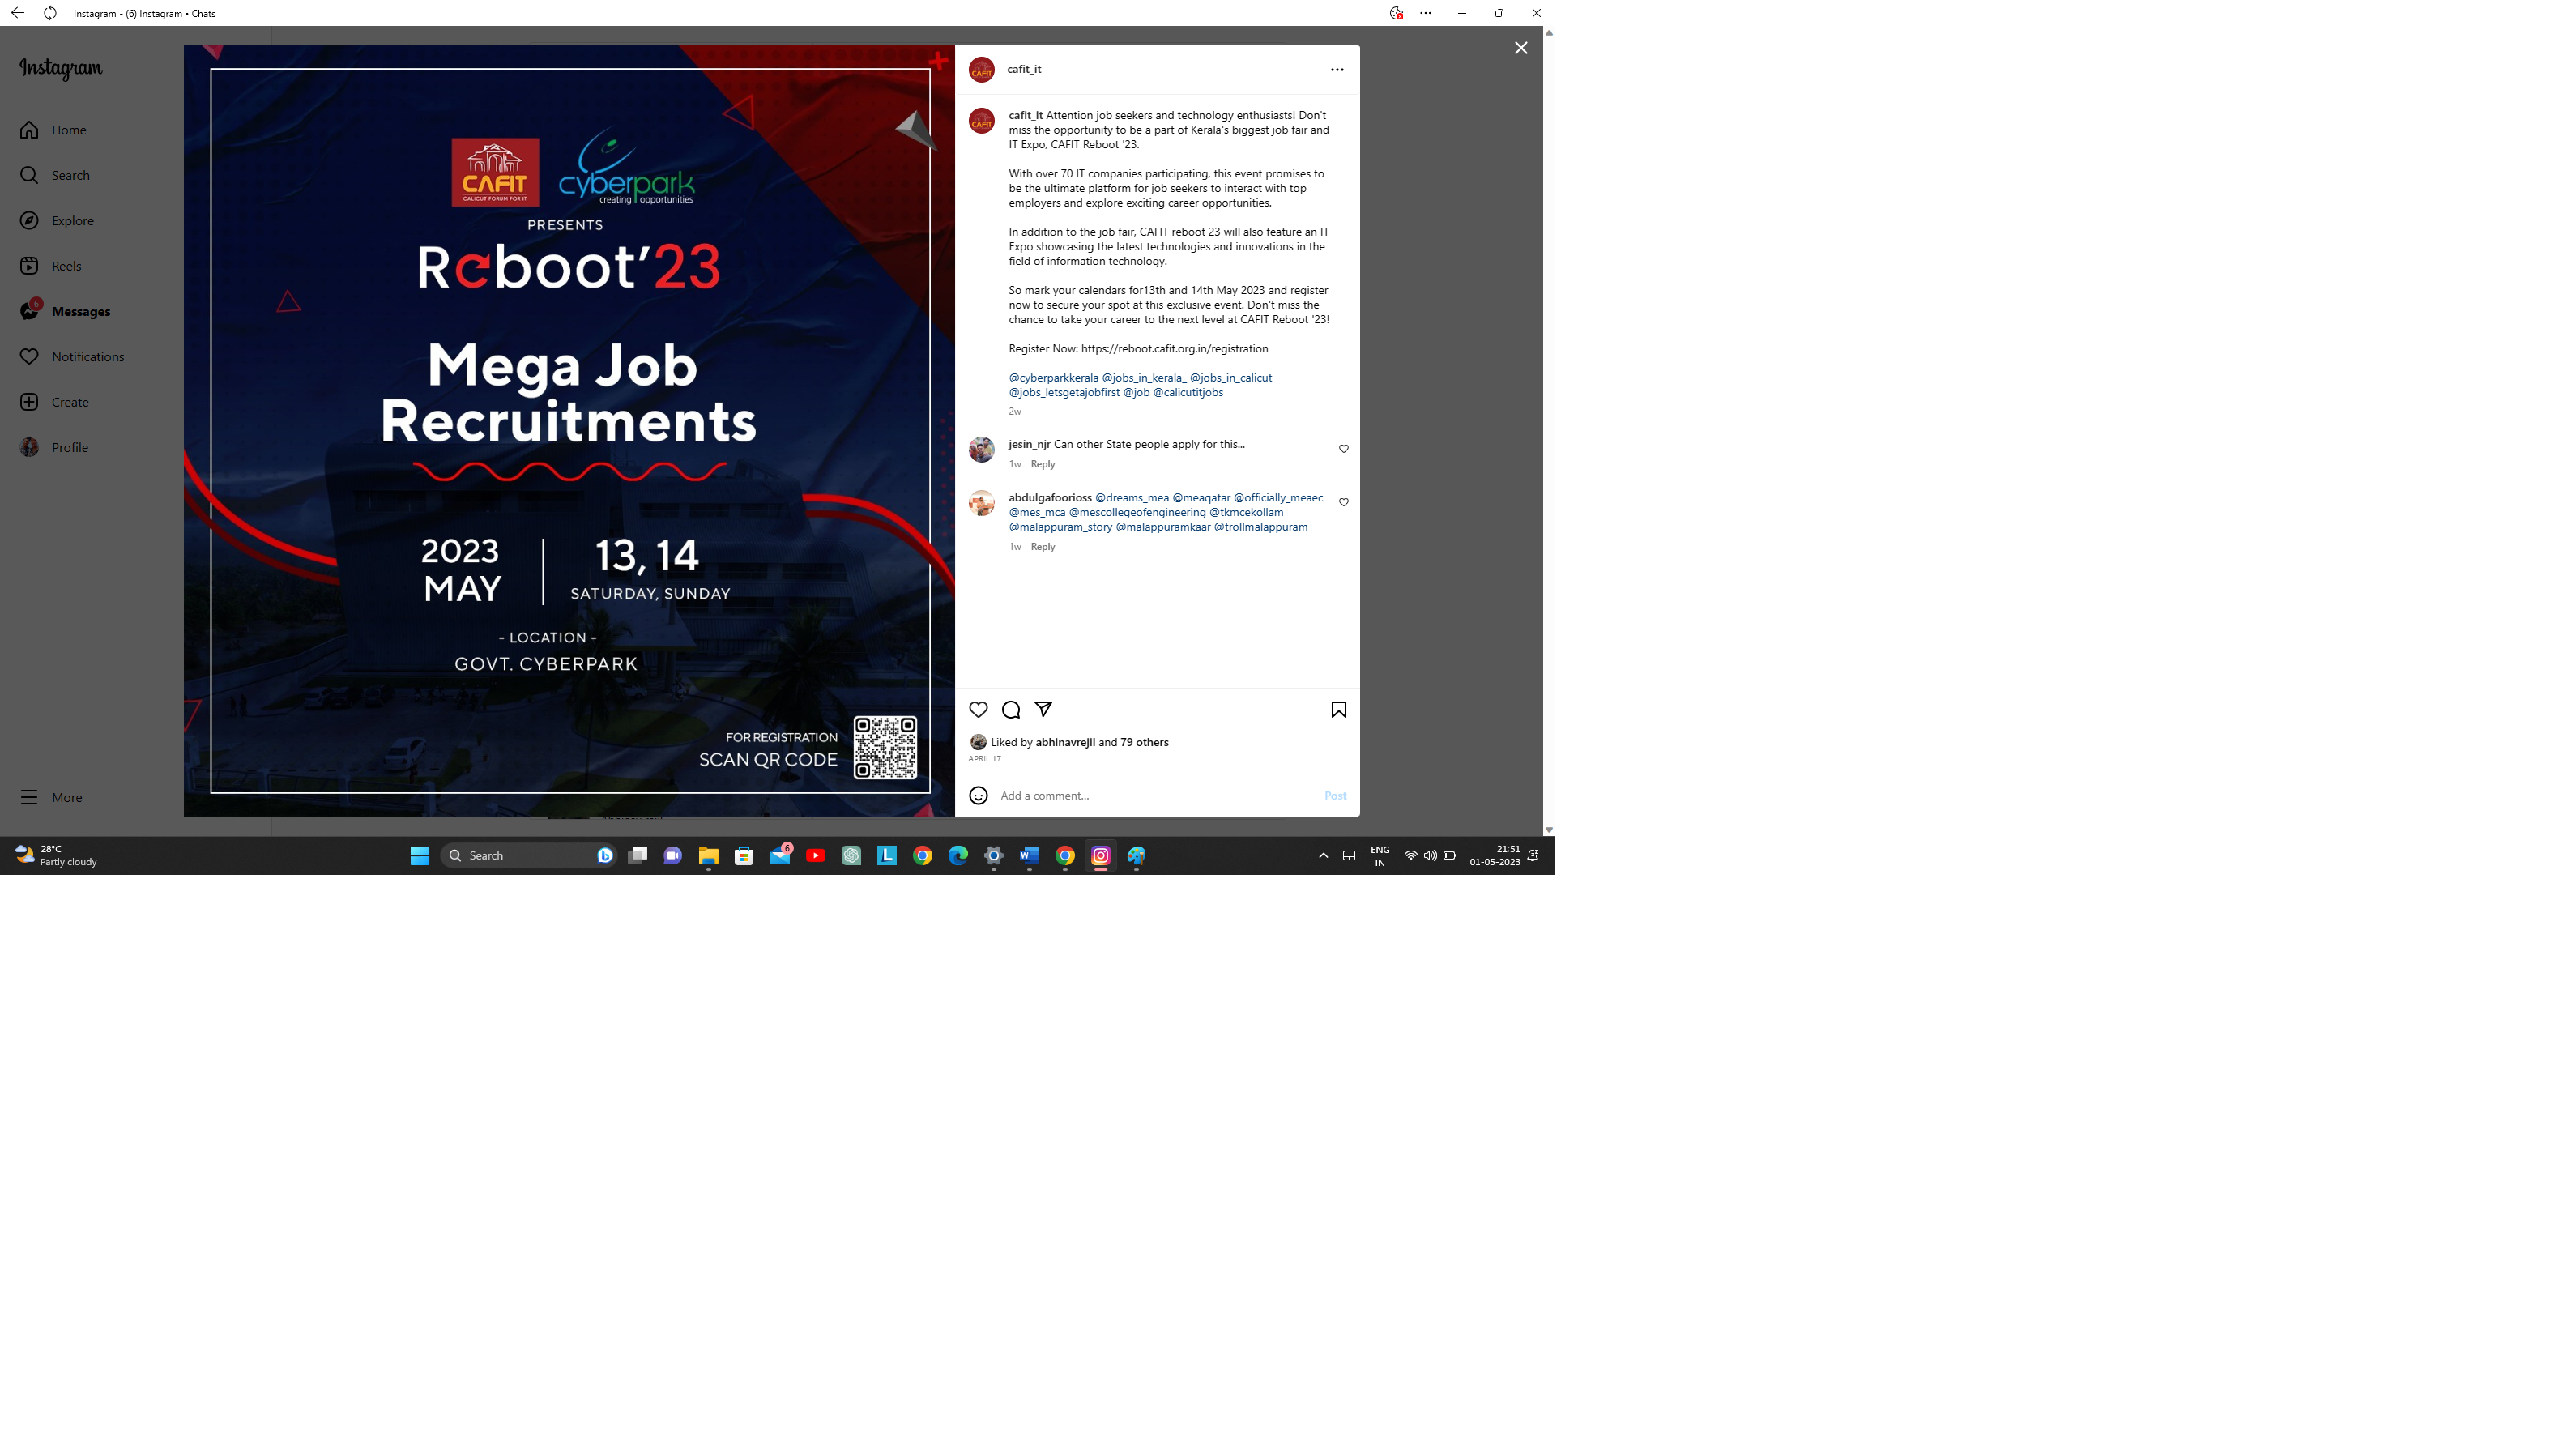 Instagram - (6) Instagram • Chats
Instagram
Home
Search
Explore
Reels
6
Messages
Notifications
Create
Profile
More
CAFIT
CALICUT FORUM FOR IT
cyberpark
creating opportunities
PRESENTS
Reboot'23
Mega Job
Recruitments
2023
MAY
13, 14
SATURDAY, SUNDAY
- LOCATION -
GOVT. CYBERPARK
FOR REGISTRATION
SCAN QR CODE
CAFIT
cafit_it
CAFIT
cafit_it Attention job seekers and technology enthusiasts! Don't
miss the opportunity to be a part of Kerala's biggest job fair and
IT Expo, CAFIT Reboot '23.
With over 70 IT companies participating, this event promises to
be the ultimate platform for job seekers to interact with top
employers and explore exciting career opportunities.
In addition to the job fair, CAFIT reboot 23 will also feature an IT
Expo showcasing the latest technologies and innovations in the
field of information technology.
So mark your calendars for13th and 14th May 2023 and register
now to secure your spot at this exclusive event. Don't miss the
chance to take your career to the next level at CAFIT Reboot '23!
Register Now: https://reboot.cafit.org.in/registration
@cyberparkkerala @jobs_in_kerala_ @jobs_in_calicut
@jobs_letsgetajobfirst @job @calicutitjobs
2w
jesin_njr Can other State people apply for this...
1w Reply
abdulgafoorioss @dreams_mea @meaqatar @officially_meaec
@mes_mca @mescollegeofengineering @tkmcekollam
@malappuram_story @malappuramkaar @trollmalappuram
1w Reply
Liked by abhinavrejil and 79 others
APRIL 17
Add a comment...
Post
28°C
Partly cloudy
Search
6
L
W
ENG
IN
21:51
01-05-2023